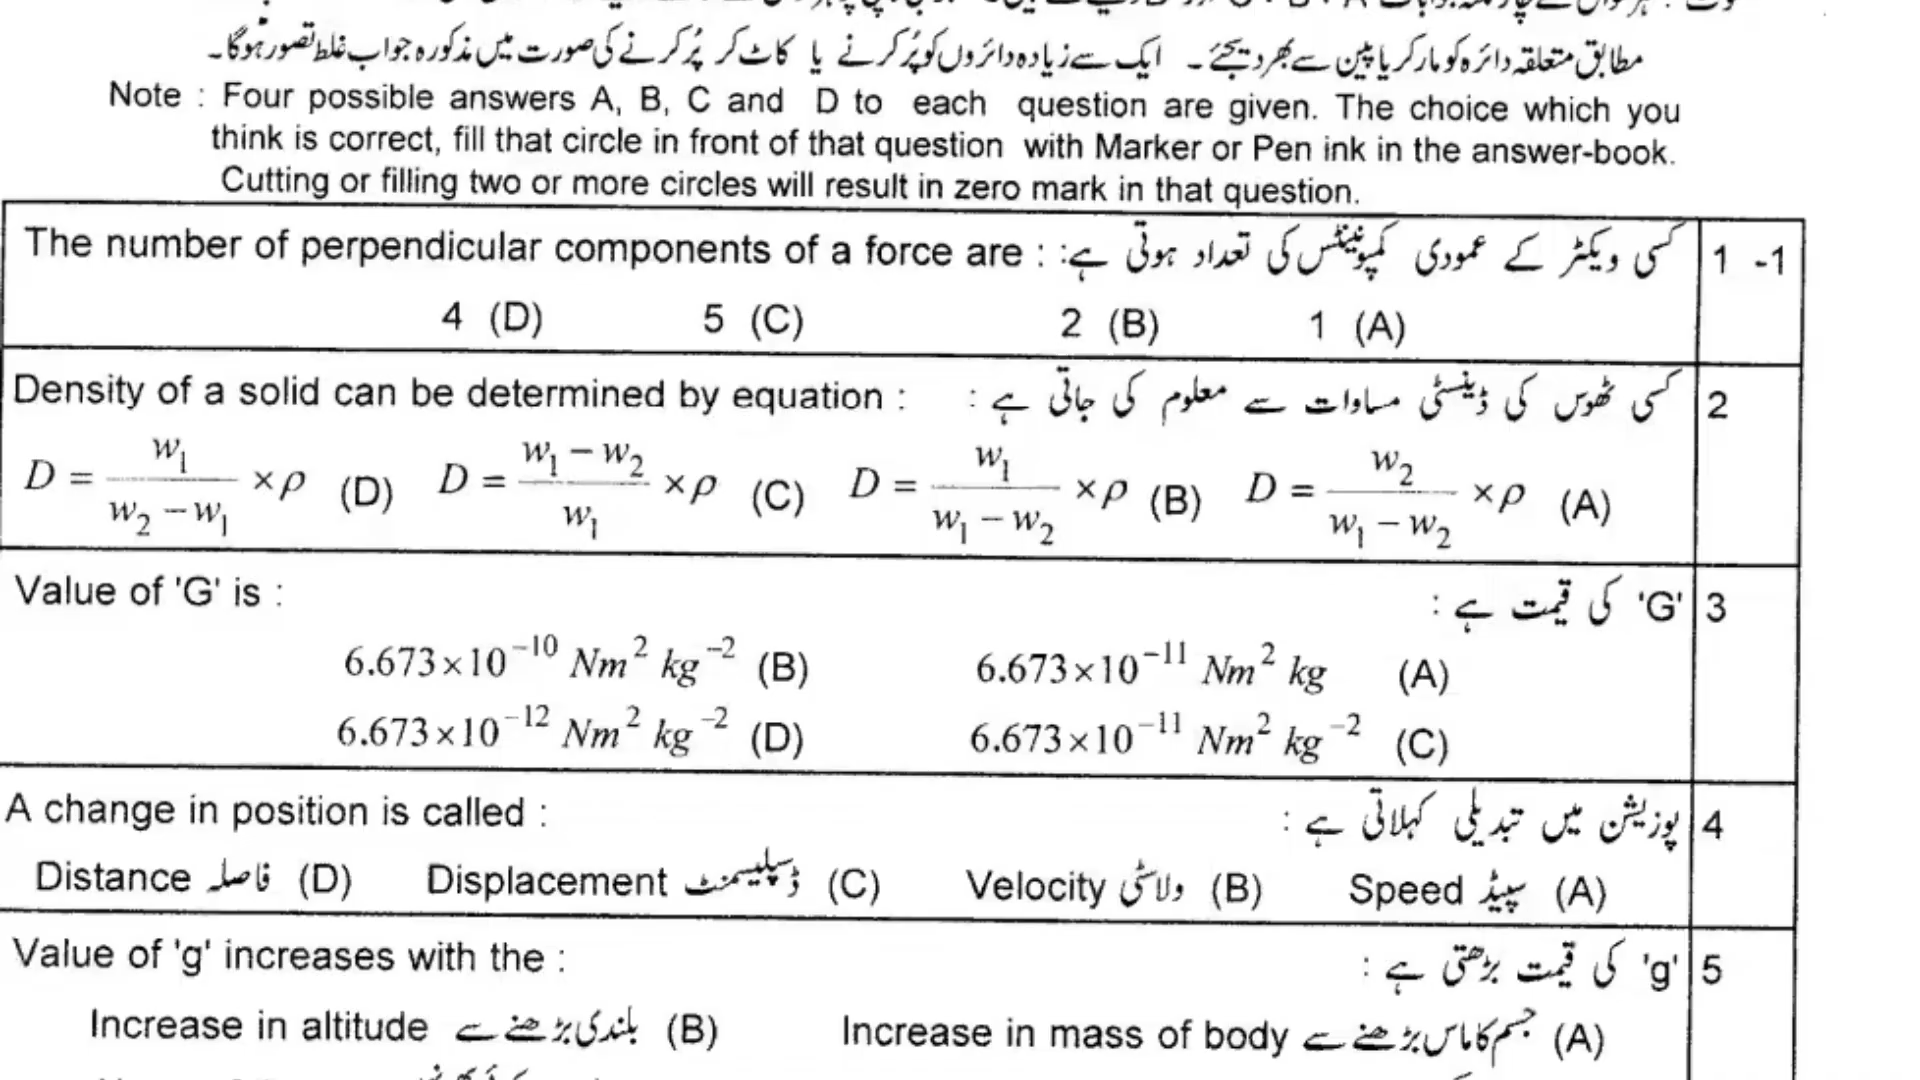 مطابق متعلقہ دائرہ کو مارکر یا پین سے بھر دیجئے۔ ایک سے زیادہ دائروں کو پُر کرنے یا کاٹ کر پُر کرنے کی صورت میں مذکورہ جواب غلط تصور ہوگا۔
Note : Four possible answers A, B, C and D to each question are given. The choice which you
think is correct, fill that circle in front of that question with Marker or Pen ink in the answer-book.
Cutting or filling two or more circles will result in zero mark in that question.
The number of perpendicular components of a force are : کسی ویکٹر کے عمودی کمپونینٹس کی تعداد ہوتی ہے: 1 -1
4 (D) 5 (C) 2 (B) 1 (A)
Density of a solid can be determined by equation : کسی ٹھوس کی ڈینسٹی مساوات سے معلوم کی جاتی ہے : 2
D = w₁/(w₂ − w₁) × ρ (D) D = (w₁ − w₂)/w₁ × ρ (C) D = w₁/(w₁ − w₂) × ρ (B) D = w₂/(w₁ − w₂) × ρ (A)
Value of 'G' is : 'G' کی قیمت ہے : 3
6.673×10⁻¹⁰ Nm² kg⁻² (B) 6.673×10⁻¹¹ Nm² kg (A)
6.673×10⁻¹² Nm² kg⁻² (D) 6.673×10⁻¹¹ Nm² kg⁻² (C)
A change in position is called : پوزیشن میں تبدیلی کہلاتی ہے : 4
Distance فاصلہ (D) Displacement ڈسپلیسمنٹ (C) Velocity ولاسٹی (B) Speed سپیڈ (A)
Value of 'g' increases with the : 'g' کی قیمت بڑھتی ہے : 5
Increase in altitude بلندی بڑھنے سے (B) Increase in mass of body جسم کا ماس بڑھنے سے (A)